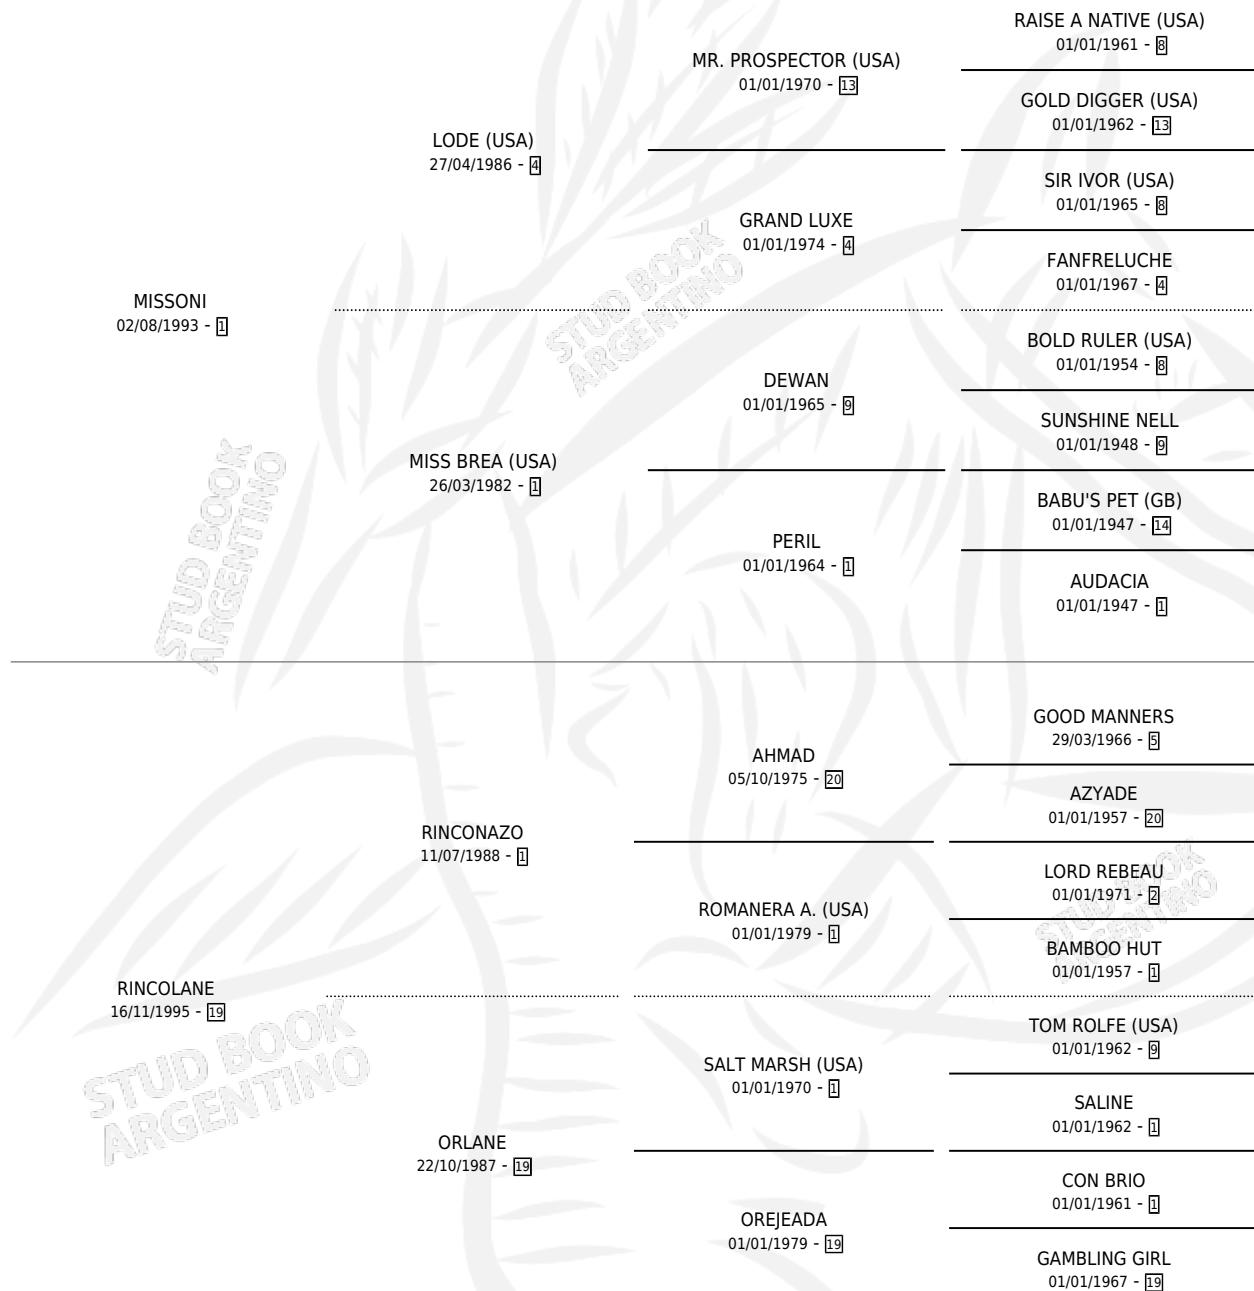 RAISE A NATIVE (USA)
01/01/1961 - 8
MR. PROSPECTOR (USA)
01/01/1970 - 13
GOLD DIGGER (USA)
01/01/1962 - 13
LODE (USA)
27/04/1986 - 4
SIR IVOR (USA)
01/01/1965 - 8
GRAND LUXE
01/01/1974 - 4
FANFRELUCHE
01/01/1967 - 4
MISSONI
02/08/1993 - 1
BOLD RULER (USA)
01/01/1954 - 8
DEWAN
01/01/1965 - 9
SUNSHINE NELL
01/01/1948 - 9
MISS BREA (USA)
26/03/1982 - 1
BABU'S PET (GB)
01/01/1947 - 14
PERIL
01/01/1964 - 1
AUDACIA
01/01/1947 - 1
STUD BOOK
ARGENTINO
STUD BOOK
ARGENTINO
GOOD MANNERS
29/03/1966 - 5
AHMAD
05/10/1975 - 20
AZYADE
01/01/1957 - 20
RINCONAZO
11/07/1988 - 1
LORD REBEAU
01/01/1971 - 2
ROMANERA A. (USA)
01/01/1979 - 1
BAMBOO HUT
01/01/1957 - 1
STUD BOOK
ARGENTINO
RINCOLANE
16/11/1995 - 19
TOM ROLFE (USA)
01/01/1962 - 9
SALT MARSH (USA)
01/01/1970 - 1
SALINE
01/01/1962 - 1
STUD BOOK
ARGENTINO
ORLANE
22/10/1987 - 19
CON BRIO
01/01/1961 - 1
OREJEADA
01/01/1979 - 19
GAMBLING GIRL
01/01/1967 - 19